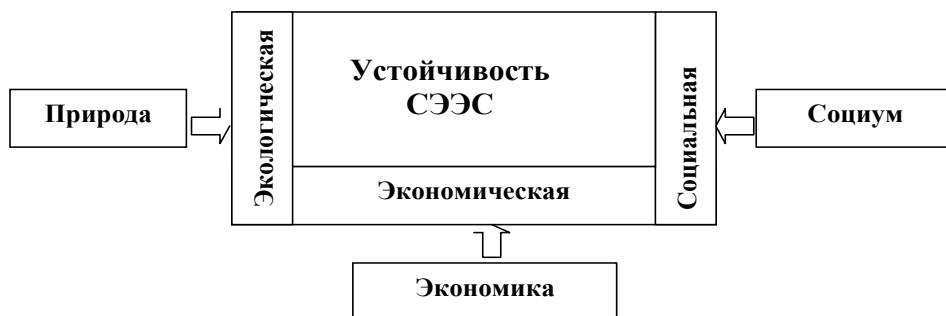 Природа
Экологическая
Устойчивость
СЭЭС
Экономическая
Социальная
Социум
Экономика